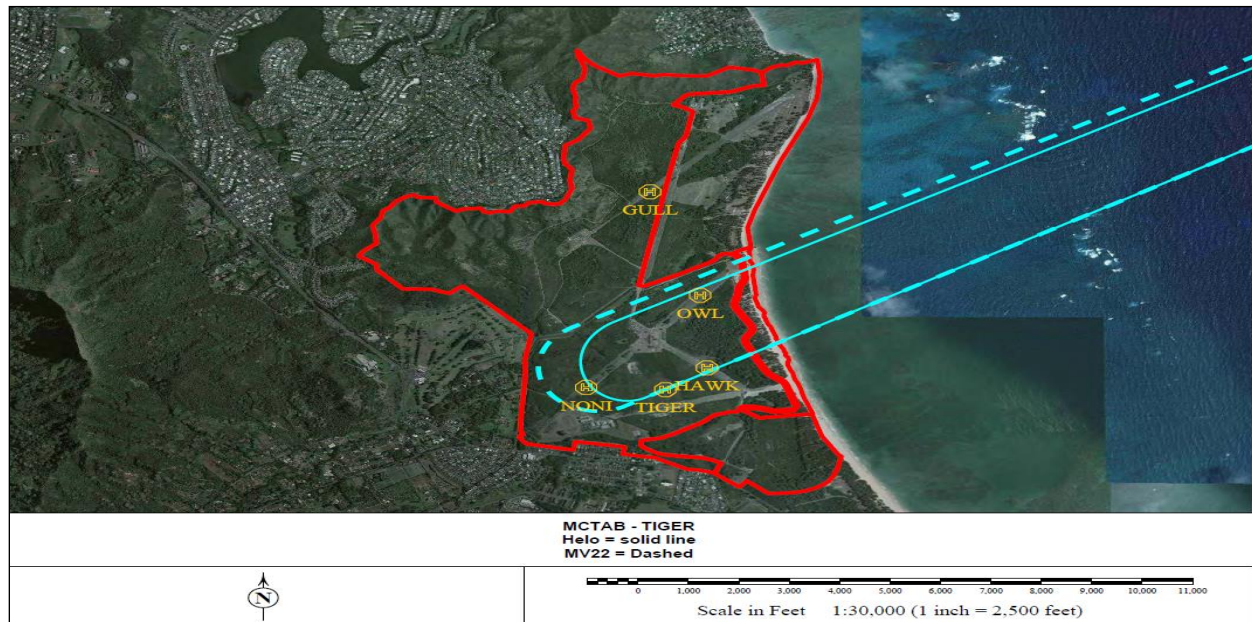 GULL
OWL
HAWK
NONI
TIGER
MCTAB - TIGER
Helo = solid line
MV22 = Dashed
N
0 1,000 2,000 3,000 4,000 5,000 6,000 7,000 8,000 9,000 10,000 11,000
Scale in Feet 1:30,000 (1 inch = 2,500 feet)